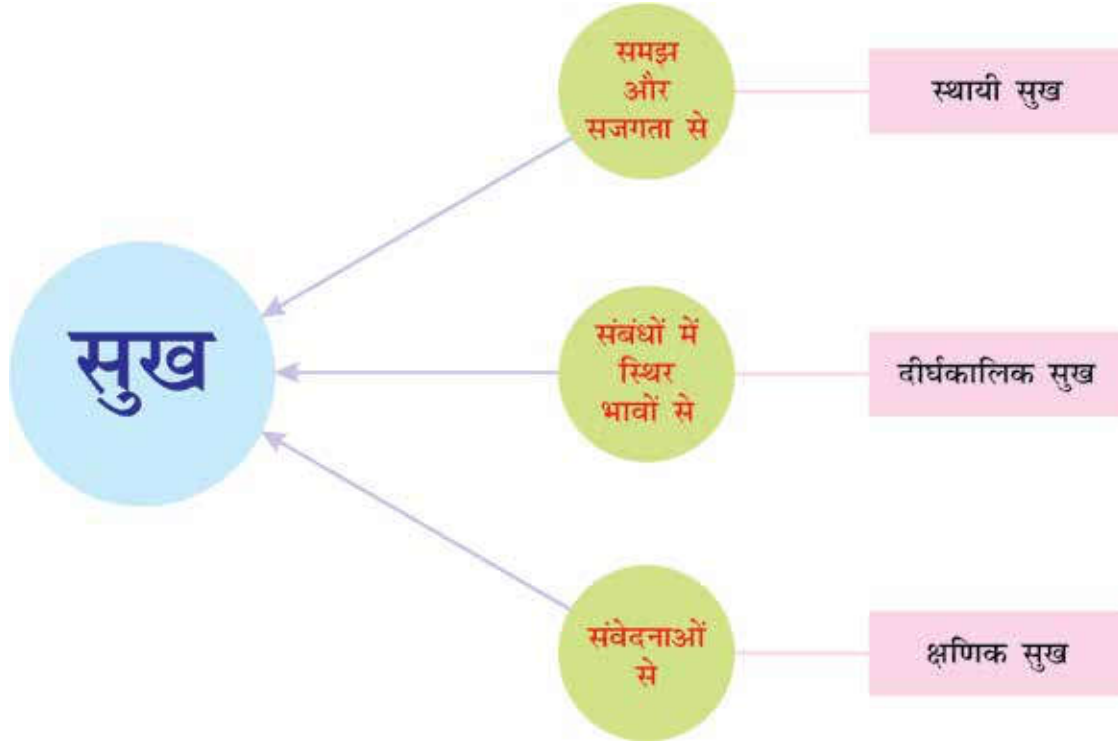 समझ
और
सजगता से
स्थायी सुख
सुख
संबंधों में
स्थिर
भावों से
दीर्घकालिक सुख
संवेदनाओं
से
क्षणिक सुख